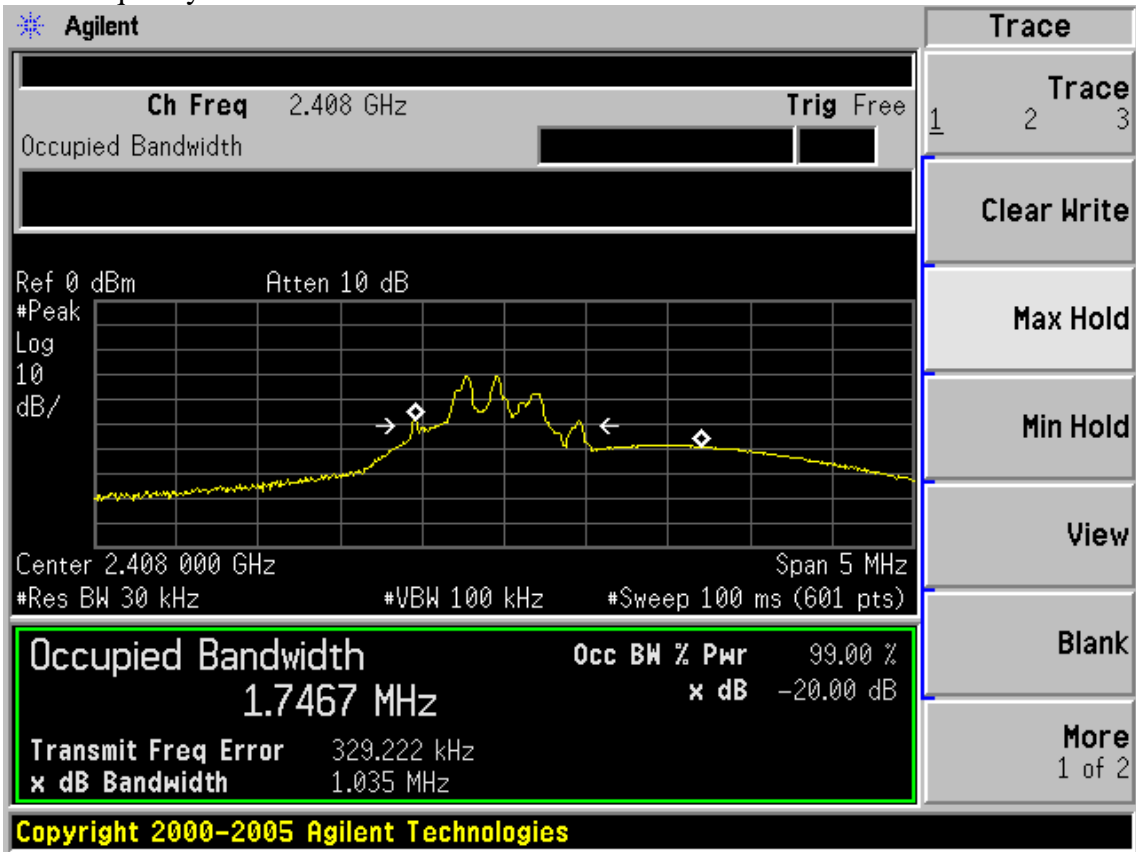 Agilent
Trace
Ch Freq 2.408 GHz Trig Free
Occupied Bandwidth
Trace
1 2 3
Clear Write
Max Hold
Min Hold
View
Blank
More
1 of 2
Ref 0 dBm Atten 10 dB
#Peak
Log
10
dB/
Center 2.408 000 GHz Span 5 MHz
#Res BW 30 kHz #VBW 100 kHz #Sweep 100 ms (601 pts)
Occupied Bandwidth
1.7467 MHz
Occ BW % Pwr 99.00 %
x dB -20.00 dB
Transmit Freq Error 329.222 kHz
x dB Bandwidth 1.035 MHz
Copyright 2000-2005 Agilent Technologies